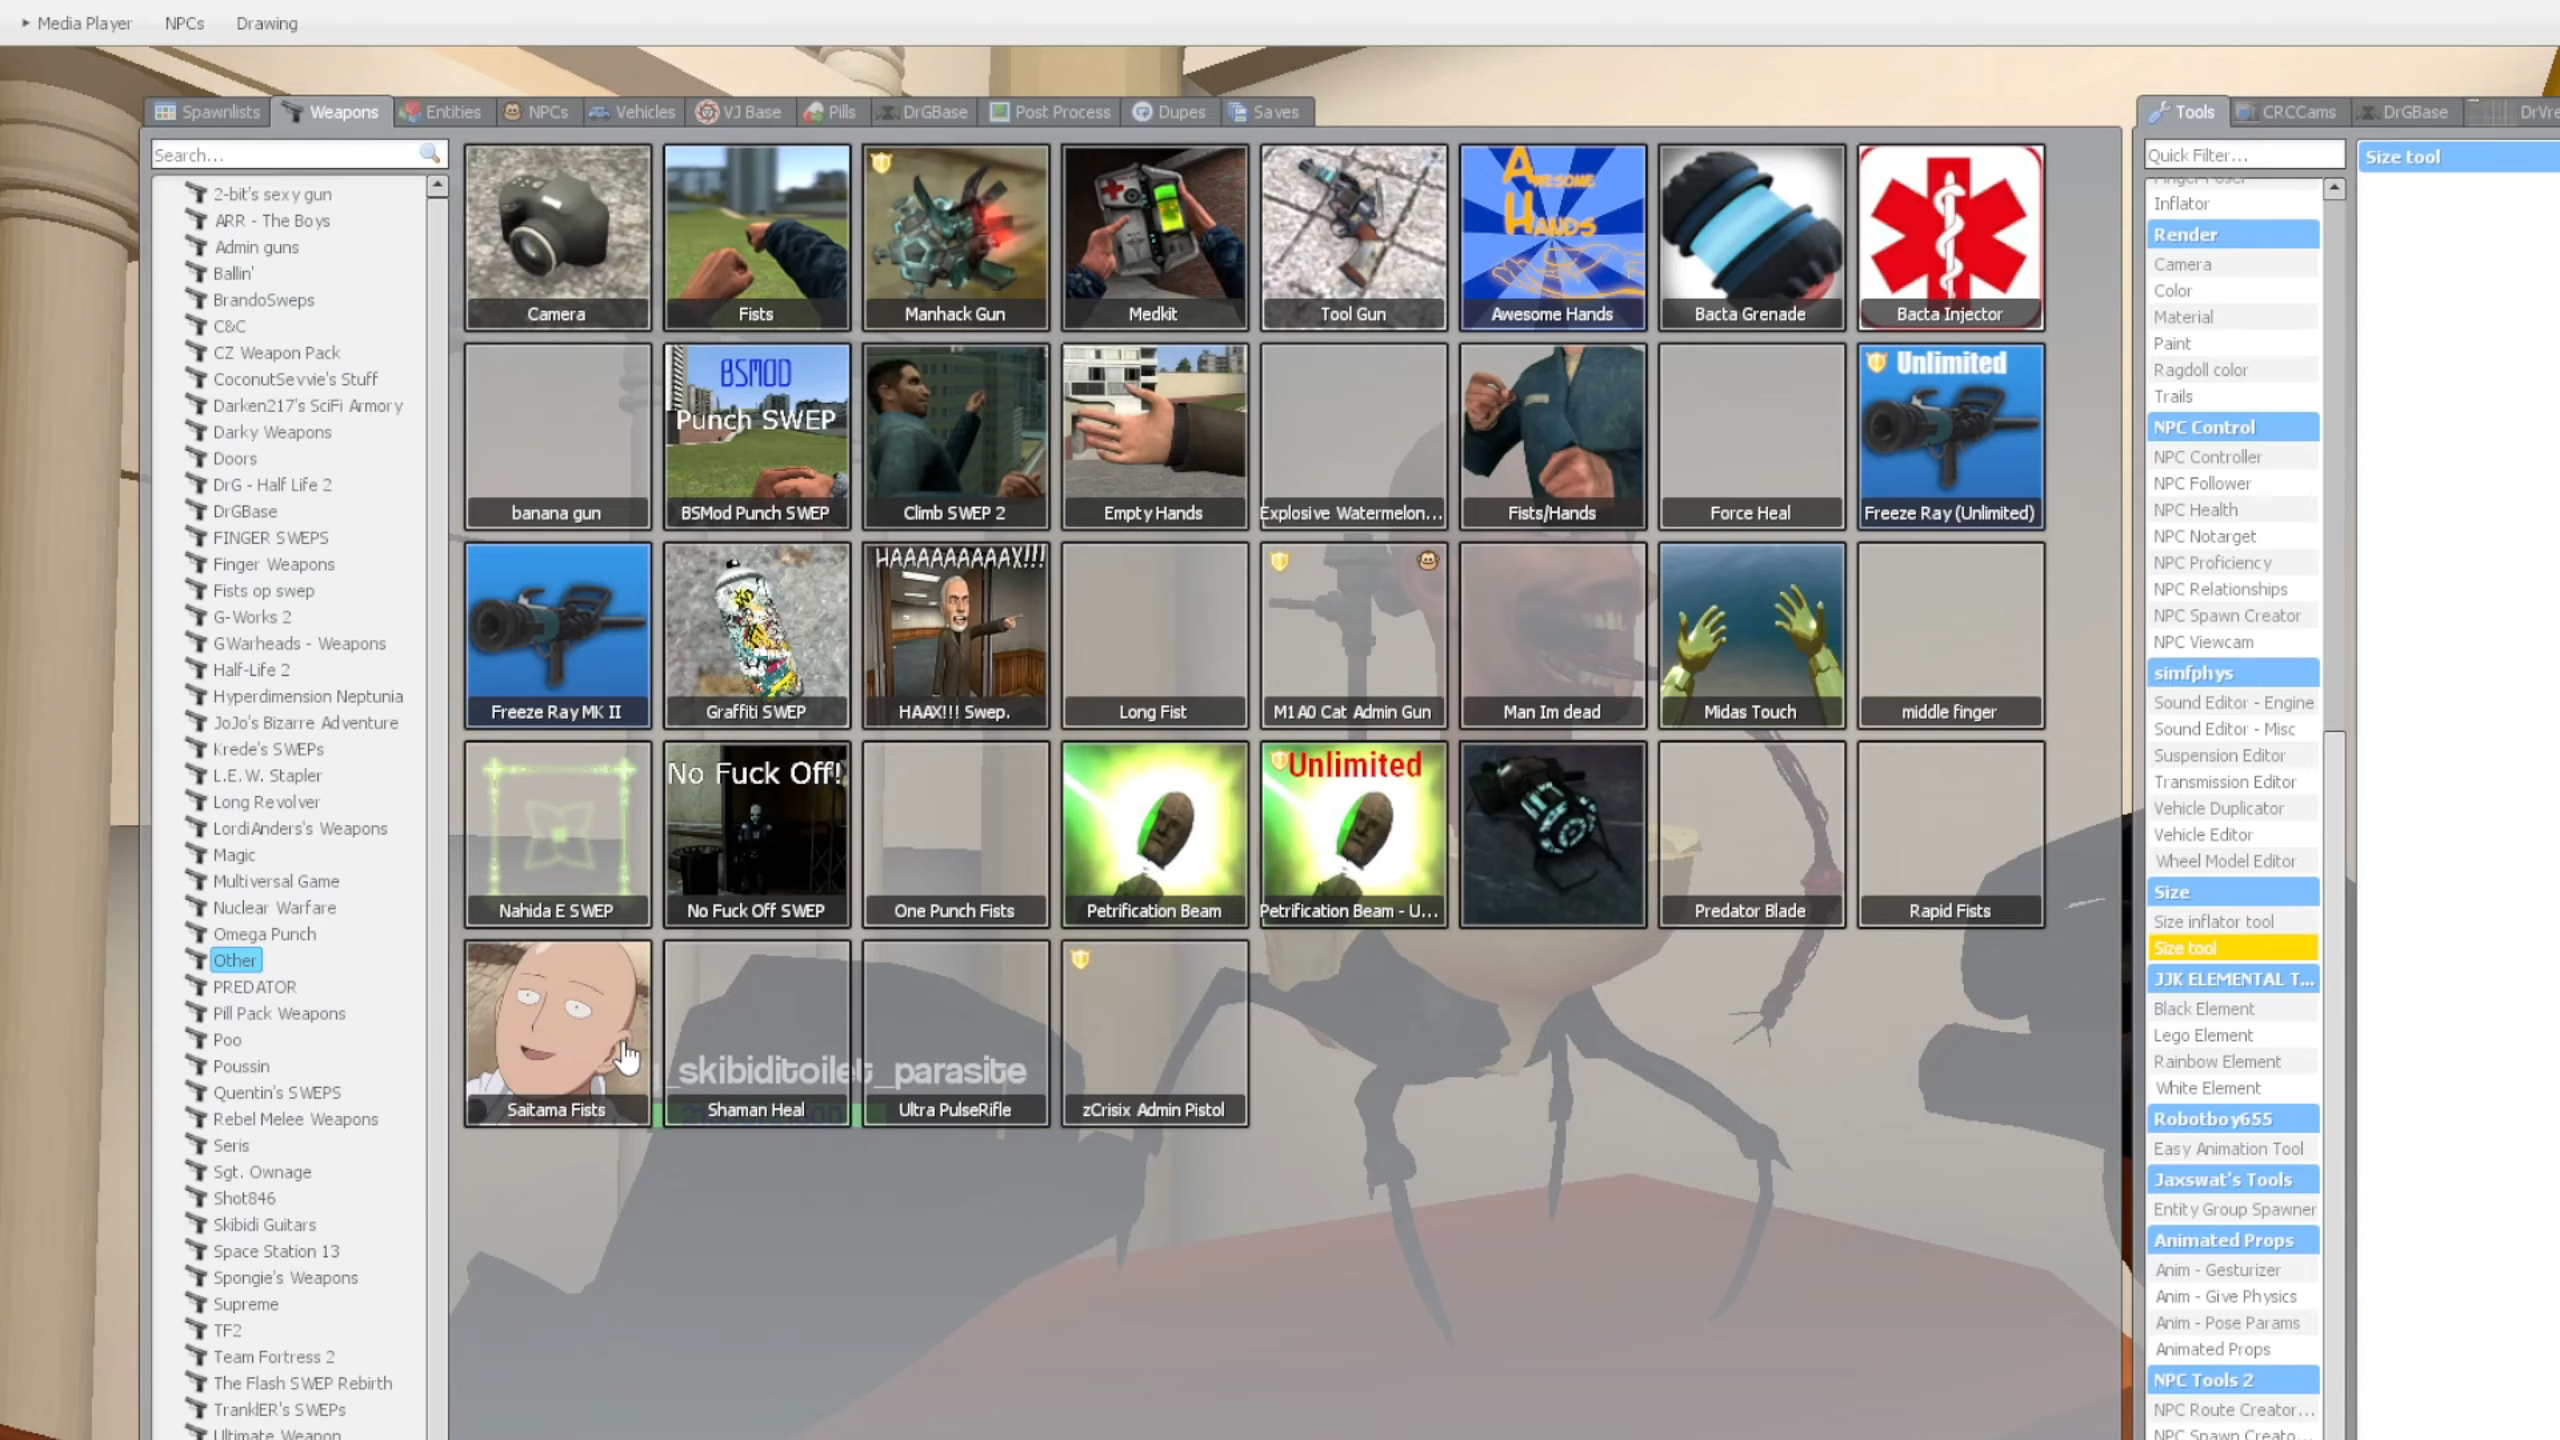 Media Player NPCs Drawing
Spawnlists Weapons Entities NPCs Vehicles VJ Base Pills DrGBase Post Process Dupes Saves
Search...
2-bit's sexy gun
ARR - The Boys
Admin guns
Ballin'
BrandoSweps
C&C
CZ Weapon Pack
CoconutSevvie's Stuff
Darken217's SciFi Armory
Darky Weapons
Doors
DrG - Half Life 2
DrGBase
FINGER SWEPS
Finger Weapons
Fists op swep
G-Works 2
GWarheads - Weapons
Half-Life 2
Hyperdimension Neptunia
JoJo's Bizarre Adventure
Krede's SWEPs
L.E.W. Stapler
Long Revolver
LordiAnders's Weapons
Magic
Multiversal Game
Nuclear Warfare
Omega Punch
Other
PREDATOR
Pill Pack Weapons
Poo
Poussin
Quentin's SWEPS
Rebel Melee Weapons
Seris
Sgt. Ownage
Shot846
Skibidi Guitars
Space Station 13
Spongie's Weapons
Supreme
TF2
Team Fortress 2
The Flash SWEP Rebirth
TranklER's SWEPs
Ultimate Weapon
AWESOME
HANDS
Camera Fists Manhack Gun Medkit Tool Gun Awesome Hands Bacta Grenade Bacta Injector
BSMOD
Punch SWEP
Unlimited
banana gun BSMod Punch SWEP Climb SWEP 2 Empty Hands Explosive Watermelon... Fists/Hands Force Heal Freeze Ray (Unlimited)
HAAAAAAAAAX!!!
Freeze Ray MK II Graffiti SWEP HAAX!!! Swep. Long Fist M1A0 Cat Admin Gun Man Im dead Midas Touch middle finger
No Fuck Off!
Unlimited
Nahida E SWEP No Fuck Off SWEP One Punch Fists Petrification Beam Petrification Beam - U... Predator Blade Rapid Fists
_skibiditoilet_parasite
Saitama Fists Shaman Heal Ultra PulseRifle zCrisix Admin Pistol
Tools CRCCams DrGBase DrVre
Quick Filter...
Size tool
Finger Poser
Inflator
Render
Camera
Color
Material
Paint
Ragdoll color
Trails
NPC Control
NPC Controller
NPC Follower
NPC Health
NPC Notarget
NPC Proficiency
NPC Relationships
NPC Spawn Creator
NPC Viewcam
simfphys
Sound Editor - Engine
Sound Editor - Misc
Suspension Editor
Transmission Editor
Vehicle Duplicator
Vehicle Editor
Wheel Model Editor
Size
Size inflator tool
Size tool
JJK ELEMENTAL T...
Black Element
Lego Element
Rainbow Element
White Element
Robotboy655
Easy Animation Tool
Jaxswat's Tools
Entity Group Spawner
Animated Props
Anim - Gesturizer
Anim - Give Physics
Anim - Pose Params
Animated Props
NPC Tools 2
NPC Route Creator...
NPC Spawn Creato...